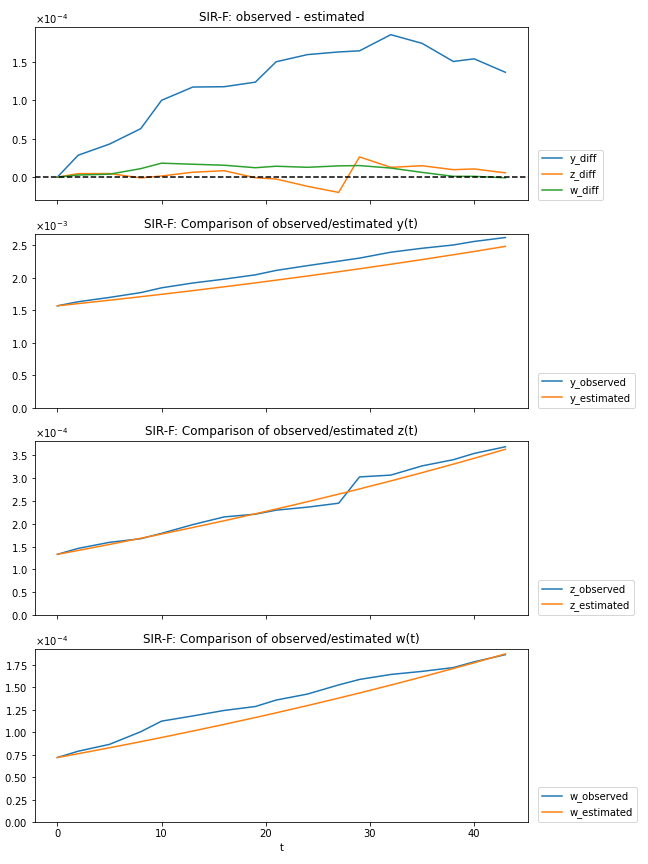 SIR-F: observed - estimated
×10⁻⁴
1.5
1.0
0.5
0.0
y_diff
z_diff
w_diff
SIR-F: Comparison of observed/estimated y(t)
×10⁻³
2.5
2.0
1.5
1.0
0.5
0.0
y_observed
y_estimated
SIR-F: Comparison of observed/estimated z(t)
×10⁻⁴
3.5
3.0
2.5
2.0
1.5
1.0
0.5
0.0
z_observed
z_estimated
SIR-F: Comparison of observed/estimated w(t)
×10⁻⁴
1.75
1.50
1.25
1.00
0.75
0.50
0.25
0.00
w_observed
w_estimated
0 10 20 30 40
t